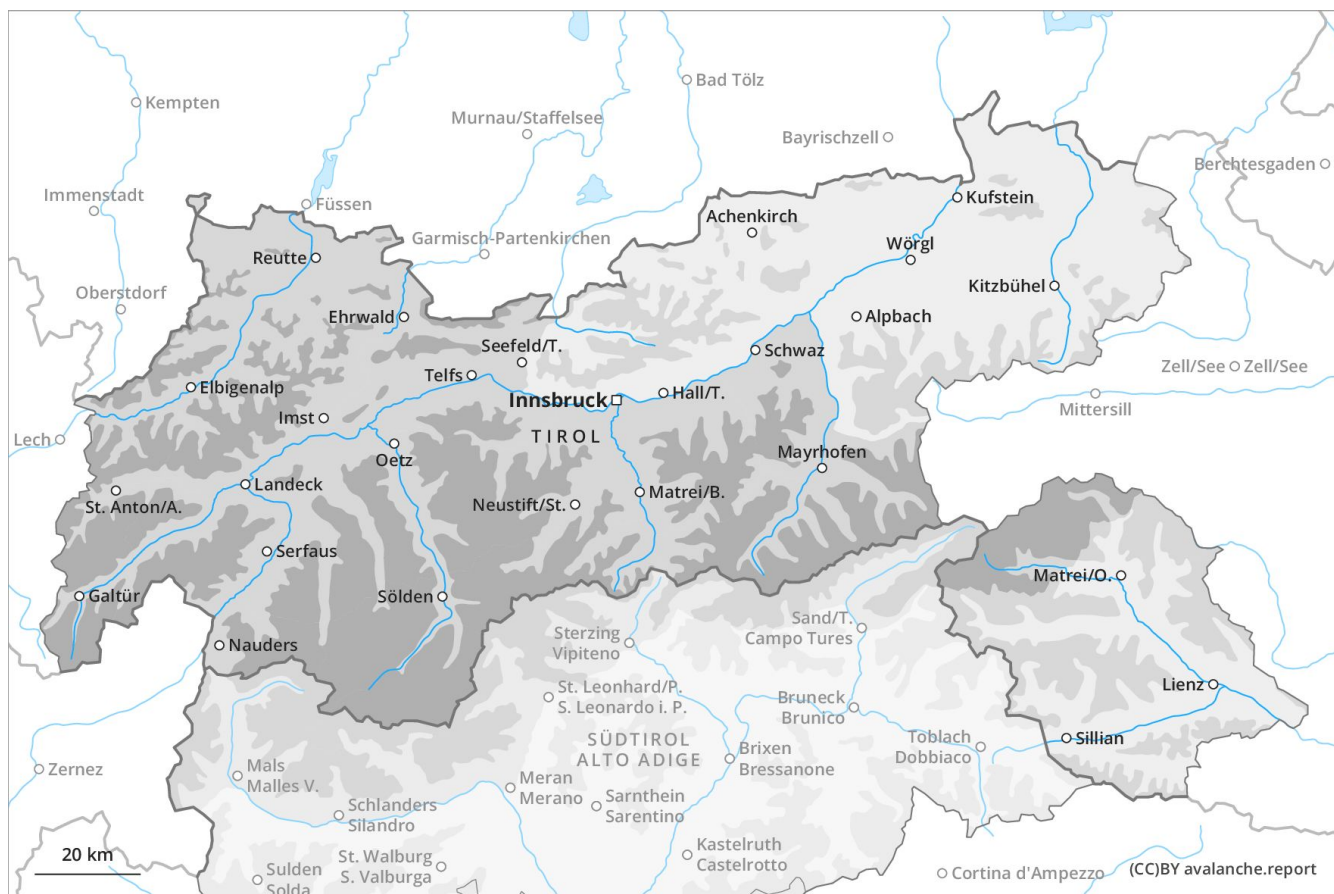 Kempten
Bad Tölz
Murnau/Staffelsee
Bayrischzell
Berchtesgaden
Immenstadt
Füssen
Kufstein
Achenkirch
Garmisch-Partenkirchen
Wörgl
Reutte
Oberstdorf
Kitzbühel
Ehrwald
Alpbach
Seefeld/T.
Schwaz
Telfs
Zell/See
Zell/See
Elbigenalp
Innsbruck
Hall/T.
Mittersill
Imst
Lech
TIROL
Oetz
Mayrhofen
Landeck
St. Anton/A.
Neustift/St.
Matrei/B.
Serfaus
Matrei/O.
Galtür
Sölden
Sand/T.
Campo Tures
Sterzing
Vipiteno
Nauders
Lienz
St. Leonhard/P.
S. Leonardo i. P.
Bruneck
Brunico
Sillian
SÜDTIROL
ALTO ADIGE
Toblach
Dobbiaco
Brixen
Bressanone
Zernez
Mals
Malles V.
Meran
Merano
Sarnthein
Sarentino
Schlanders
Silandro
Kastelruth
Castelrotto
20 km
St. Walburg
S. Valburga
Sulden
Solda
Cortina d'Ampezzo
(CC)BY avalanche.report